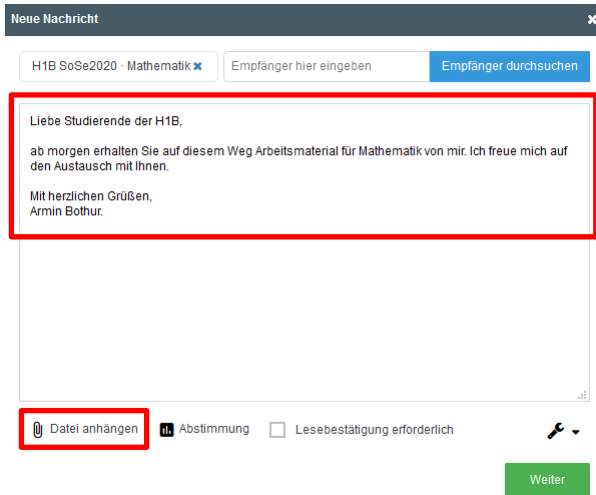 Neue Nachricht
H1B SoSe2020 · Mathematik Empfänger hier eingeben Empfänger durchsuchen
Liebe Studierende der H1B,
ab morgen erhalten Sie auf diesem Weg Arbeitsmaterial für Mathematik von mir. Ich freue mich auf
den Austausch mit Ihnen.
Mit herzlichen Grüßen,
Armin Bothur.
Datei anhängen Abstimmung Lesebestätigung erforderlich
Weiter